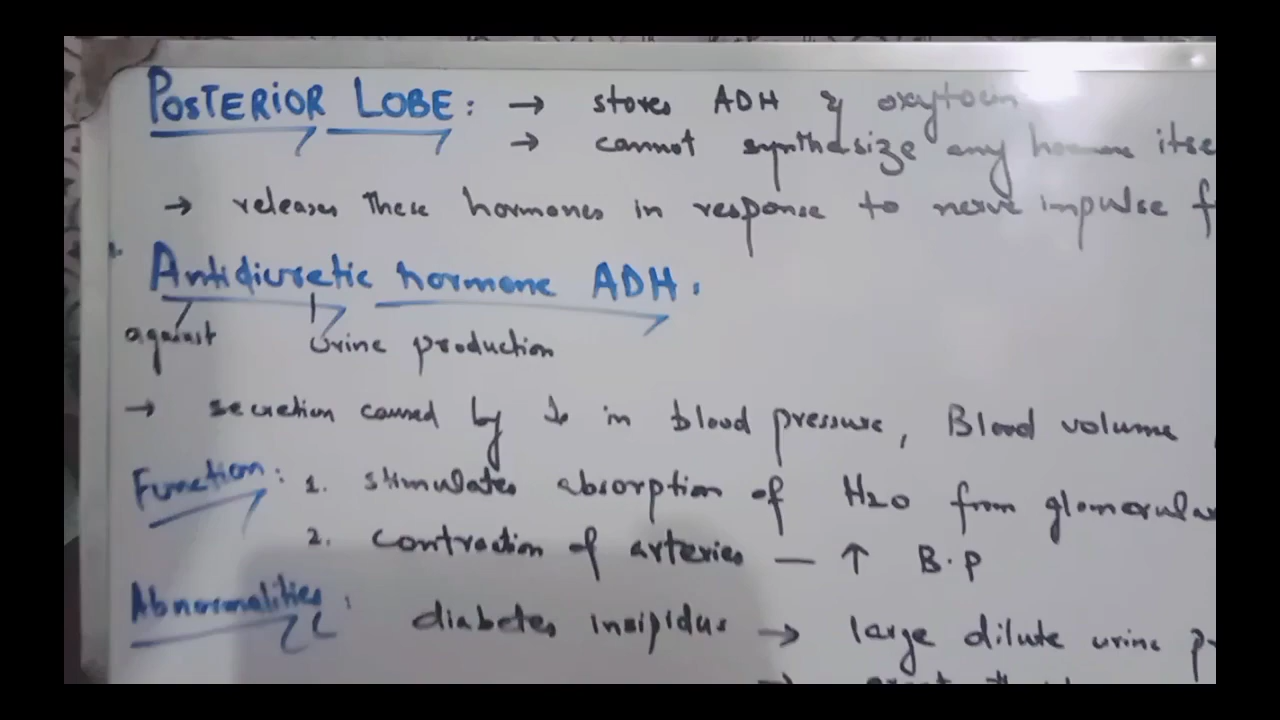 POSTERIOR LOBE: → stores ADH & oxytocin
→ cannot synthesize any hormone itse
→ releases these hormones in response to nerve impulse f
1. Antidiuretic hormone ADH.
against urine production
→ secretion caused by ↓ in blood pressure, Blood volume,
Function: 1. stimulates absorption of H2O from glomerular
2. contraction of arteries — ↑ B.P
Abnormalities: diabetes insipidus → large dilute urine p
→